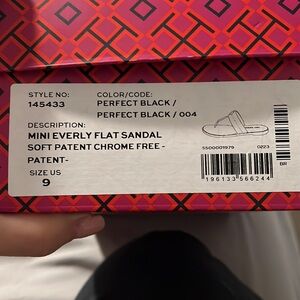 STYLE NO:
145433
COLOR/CODE:
PERFECT BLACK /
PERFECT BLACK / 004
DESCRIPTION:
MINI EVERLY FLAT SANDAL
SOFT PATENT CHROME FREE -
PATENT-
SIZE US
9
5500001979 0223
196133566244
BR